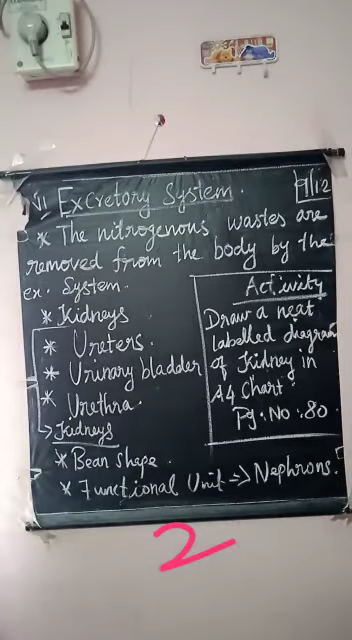 VI Excretory System. 9/12
* The nitrogenous wastes are
removed from the body by the
ex. System.
* Kidneys
* Ureters.
* Urinary bladder
* Urethra.
Kidneys
* Bean shape.
* Functional Unit -> Nephrons.
Activity
Draw a neat
labelled diagram
of Kidney in
A4 Chart.
Pg. No: 80.
2